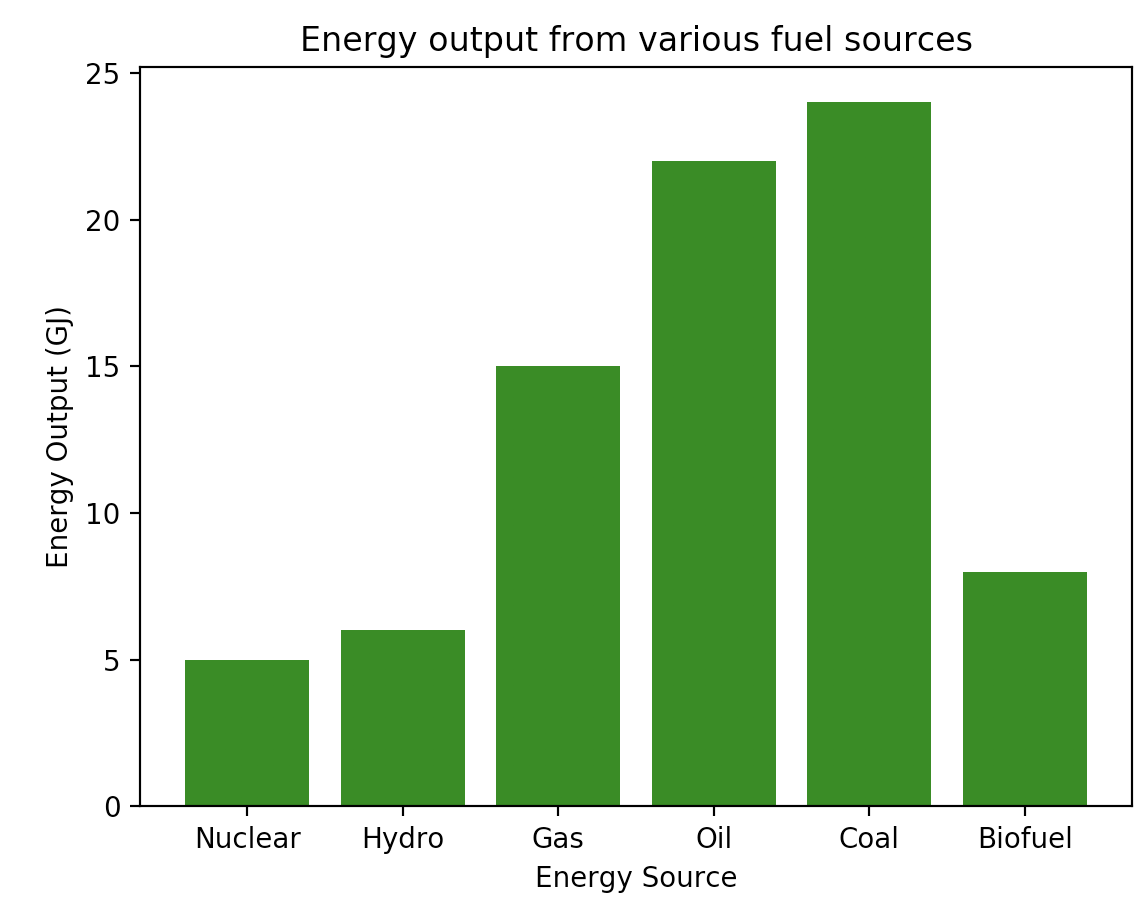 Energy output from various fuel sources
Energy Output (GJ)
25
20
15
10
5
0
Nuclear Hydro Gas Oil Coal Biofuel
Energy Source